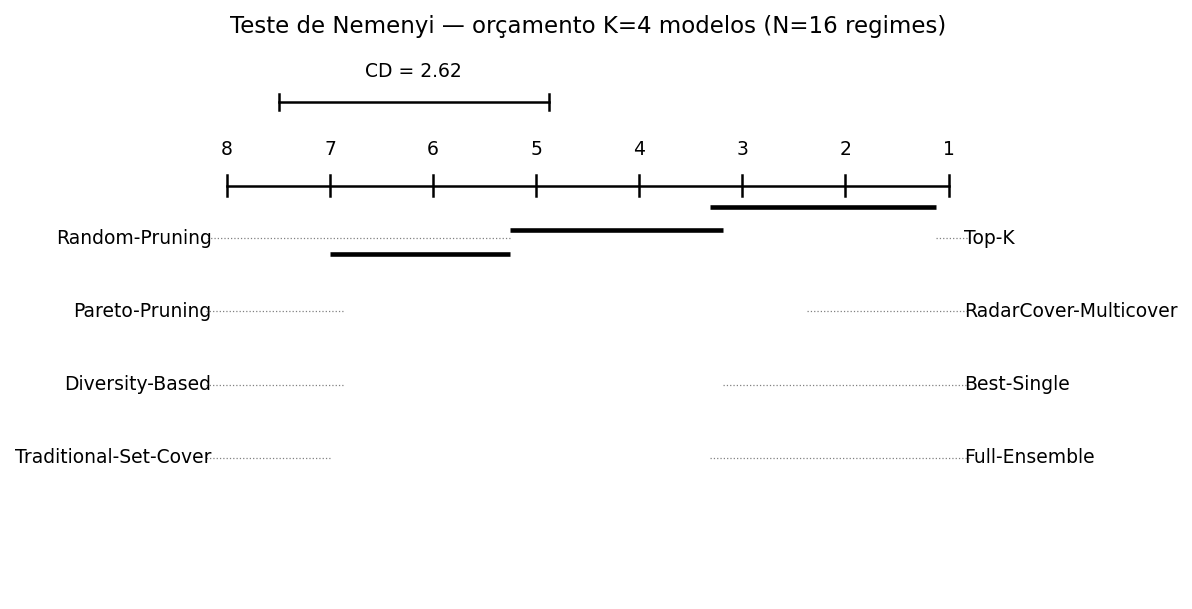 Teste de Nemenyi — orçamento K=4 modelos (N=16 regimes)
CD = 2.62
8 7 6 5 4 3 2 1
Random-Pruning Top-K
Pareto-Pruning RadarCover-Multicover
Diversity-Based Best-Single
Traditional-Set-Cover Full-Ensemble